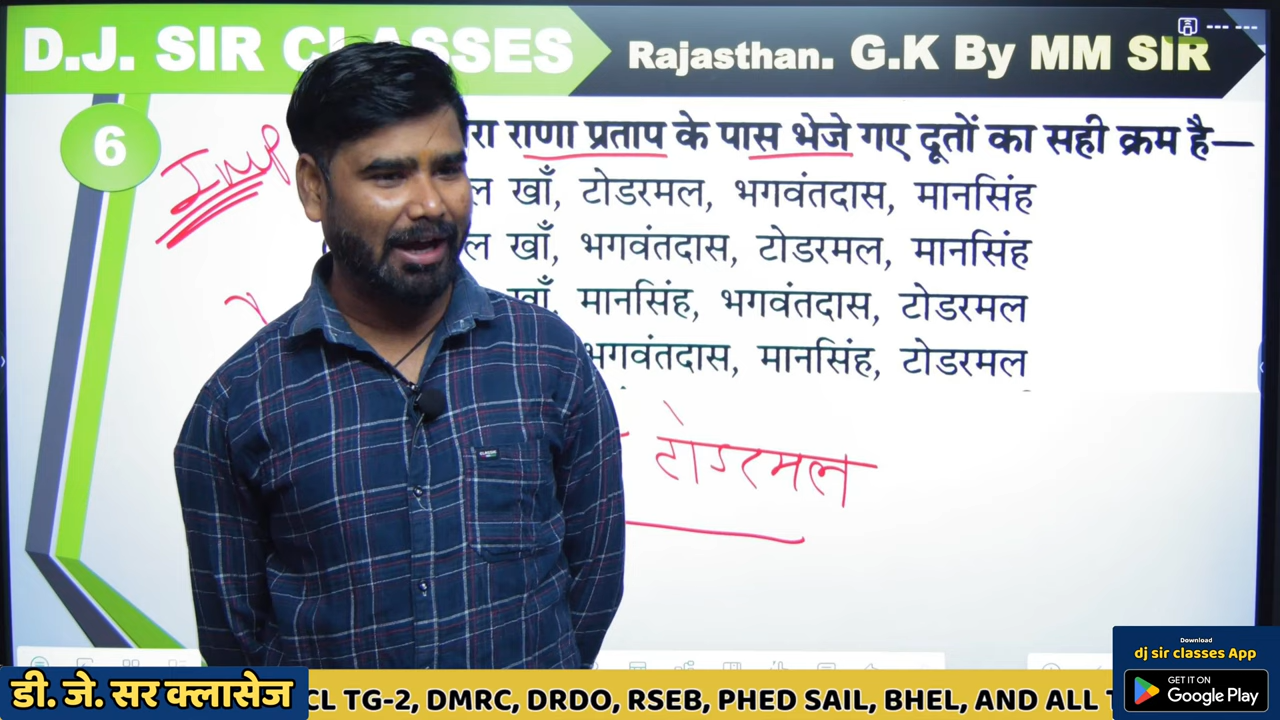 D.J. SIR CLASSES
Rajasthan. G.K By MM SIR
6
Imp
राणा प्रताप के पास भेजे गए दूतों का सही क्रम है—
खाँ, टोडरमल, भगवंतदास, मानसिंह
खाँ, भगवंतदास, टोडरमल, मानसिंह
खाँ, मानसिंह, भगवंतदास, टोडरमल
भगवंतदास, मानसिंह, टोडरमल
टोडरमल
CLASSIC
डी. जे. सर क्लासेज
CL TG-2, DMRC, DRDO, RSEB, PHED SAIL, BHEL, AND ALL
Download
dj sir classes App
GET IT ON
Google Play